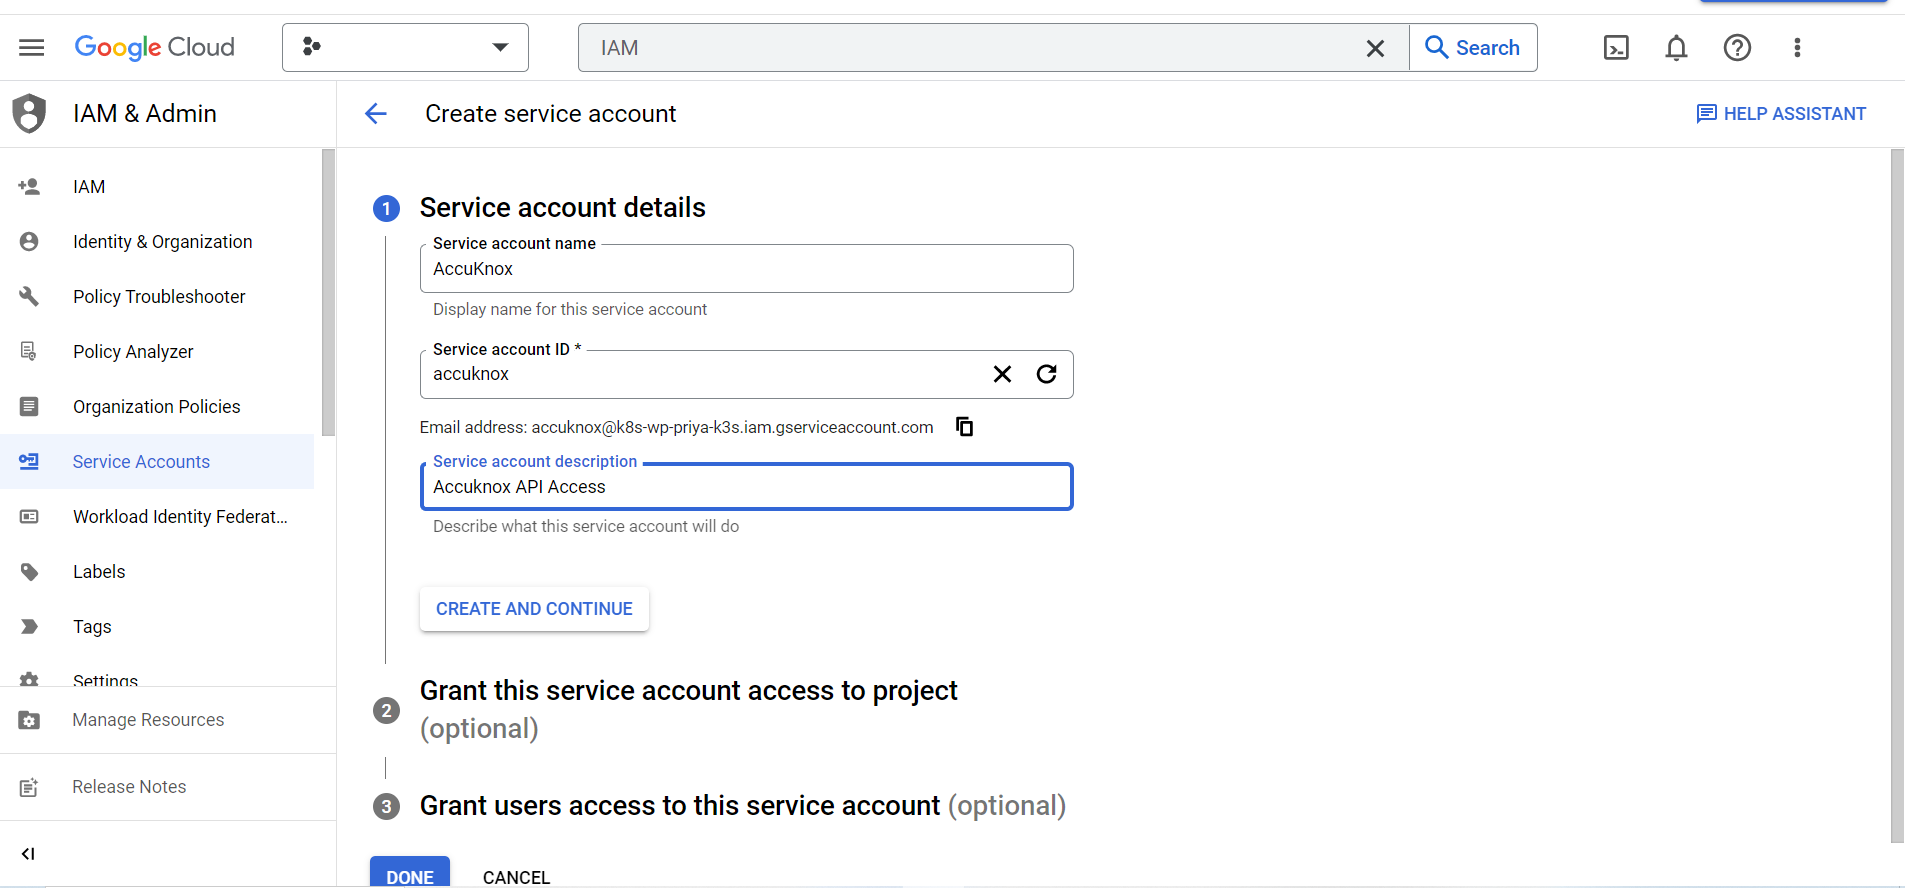 Google Cloud
IAM
Search
IAM & Admin
Create service account
HELP ASSISTANT
IAM
Identity & Organization
Policy Troubleshooter
Policy Analyzer
Organization Policies
Service Accounts
Workload Identity Federat...
Labels
Tags
Settings
Manage Resources
Release Notes
1 Service account details
Service account name
AccuKnox
Display name for this service account
Service account ID *
accuknox
Email address: accuknox@k8s-wp-priya-k3s.iam.gserviceaccount.com
Service account description
Accuknox API Access
Describe what this service account will do
CREATE AND CONTINUE
2 Grant this service account access to project
(optional)
3 Grant users access to this service account (optional)
DONE CANCEL